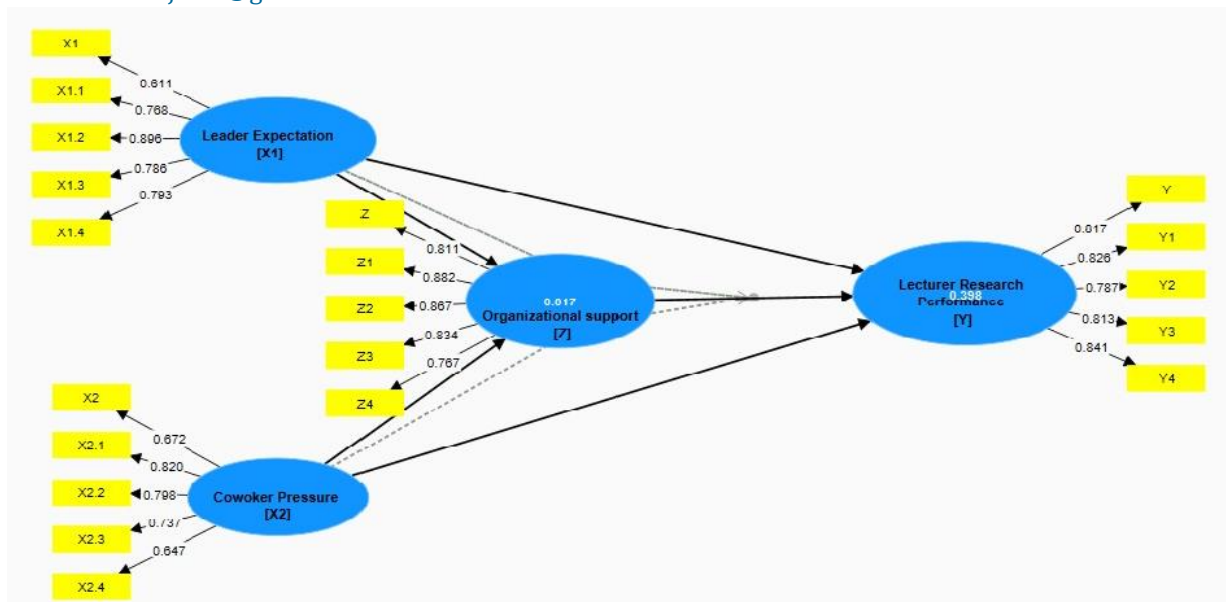 X1
0.611
X1.1
0.768
X1.2
0.896
X1.3
0.786
X1.4
0.793
Leader Expectation
[X1]
Z
0.811
Z1
0.882
Z2
0.867
Z3
0.834
Z4
0.767
0.017
Organizational support
[Z]
X2
0.672
X2.1
0.820
X2.2
0.798
X2.3
0.737
X2.4
0.647
Cowoker Pressure
[X2]
Lecturer Research
0.398
Performance
[Y]
Y
0.017
Y1
0.826
Y2
0.787
Y3
0.813
Y4
0.841